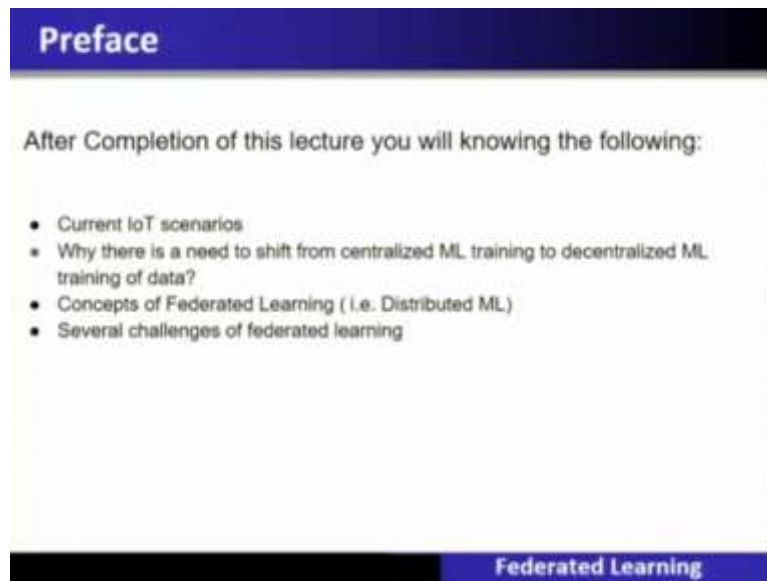 Preface
After Completion of this lecture you will knowing the following:
● Current IoT scenarios
● Why there is a need to shift from centralized ML training to decentralized ML
training of data?
● Concepts of Federated Learning ( i.e. Distributed ML)
● Several challenges of federated learning
Federated Learning